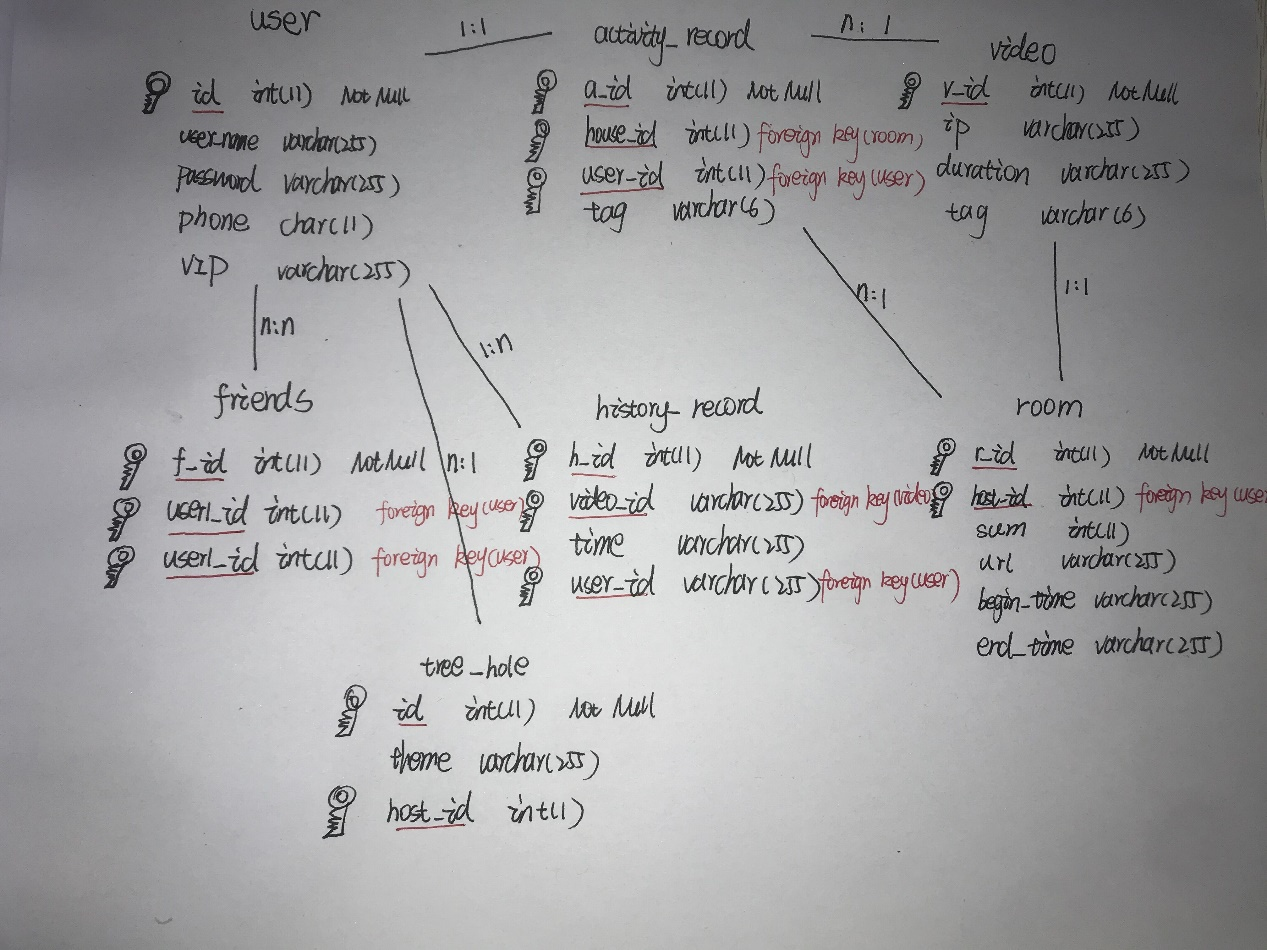 user
1:1
activity_record
n:1
video
id int(11) Not Null
user_name varchar(255)
password varchar(255)
phone char(11)
VIP varchar(255)
a_id int(11) Not Null
house_id int(11) foreign key(room)
user_id int(11) foreign key(user)
tag varchar(6)
v_id int(11) Not Null
ip varchar(255)
duration varchar(255)
tag varchar(6)
n:n
1:n
n:1
n:1
1:1
friends
f_id int(11) Not Null
user1_id int(11) foreign key(user)
user1_id int(11) foreign key(user)
history_record
h_id int(11) Not Null
video_id varchar(255) foreign key(video)
time varchar(255)
user_id varchar(255) foreign key(user)
room
r_id int(11) Not Null
host_id int(11) foreign key(use
sum int(11)
url varchar(255)
begin_time varchar(255)
end_time varchar(255)
tree_hole
id int(11) Not Null
theme varchar(255)
host_id int(11)